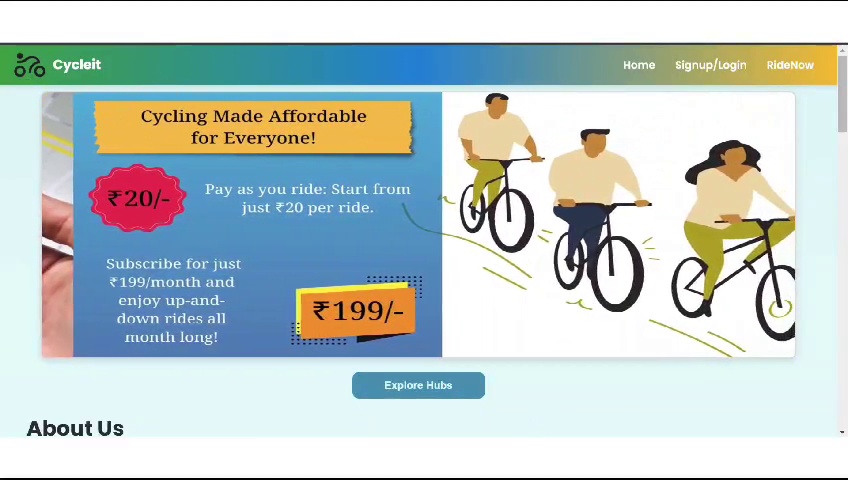 Cycleit
Home
Signup/Login
RideNow
Cycling Made Affordable
for Everyone!
₹20/-
Pay as you ride: Start from
just ₹20 per ride.
Subscribe for just
₹199/month and
enjoy up-and-
down rides all
month long!
₹199/-
Explore Hubs
About Us